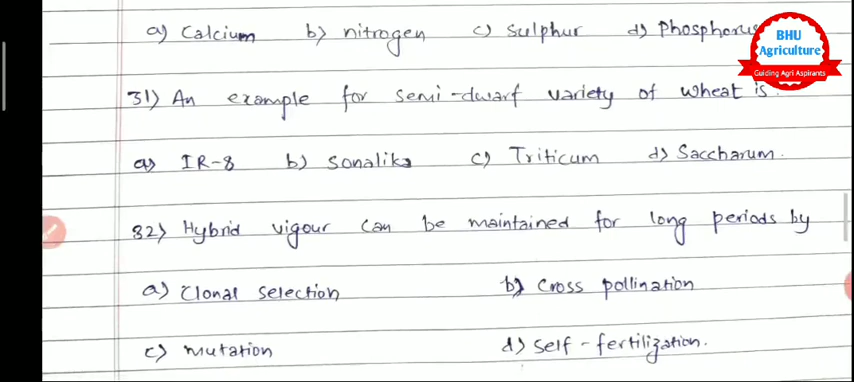 a) Calcium b) nitrogen c) Sulphur d) Phosphorus
BHU
Agriculture
Guiding Agri Aspirants
31) An example for semi-dwarf variety of wheat is.
a) IR-8 b) Sonalika c) Triticum d) Saccharum.
32) Hybrid vigour can be maintained for long periods by
a) Clonal selection b) Cross pollination
c) mutation d) Self-fertilization.